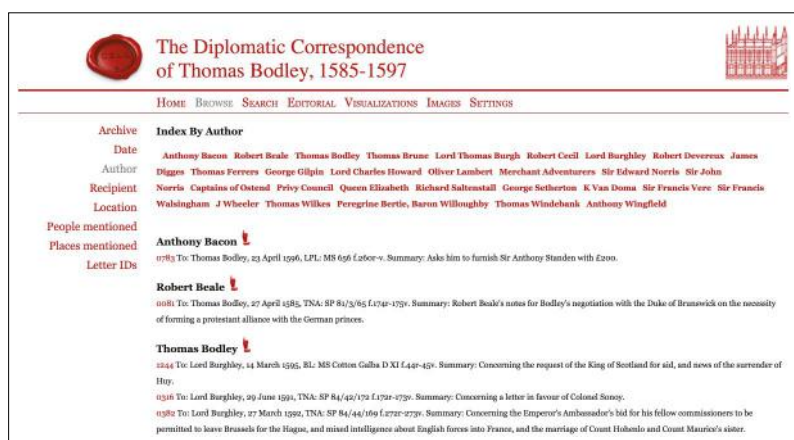 The Diplomatic Correspondence
of Thomas Bodley, 1585-1597
Home Browse Search Editorial Visualizations Images Settings
Archive
Date
Author
Recipient
Location
People mentioned
Places mentioned
Letter IDs
Index By Author
Anthony Bacon Robert Beale Thomas Bodley Thomas Brune Lord Thomas Burgh Robert Cecil Lord Burghley Robert Devereux James
Digges Thomas Ferrers George Gilpin Lord Charles Howard Oliver Lambert Merchant Adventurers Sir Edward Norris Sir John
Norris Captains of Ostend Privy Council Queen Elizabeth Richard Saltenstall George Setherton K Van Doma Sir Francis Vere Sir Francis
Walsingham J Wheeler Thomas Wilkes Peregrine Bertie, Baron Willoughby Thomas Windebank Anthony Wingfield
Anthony Bacon
0783 To: Thomas Bodley, 23 April 1596, LPL: MS 656 f.260r-v. Summary: Asks him to furnish Sir Anthony Standen with £200.
Robert Beale
0081 To: Thomas Bodley, 27 April 1585, TNA: SP 81/3/65 f.174r-175v. Summary: Robert Beale's notes for Bodley's negotiation with the Duke of Brunswick on the necessity
of forming a protestant alliance with the German princes.
Thomas Bodley
1244 To: Lord Burghley, 14 March 1595, BL: MS Cotton Galba D XI f.44r-45v. Summary: Concerning the request of the King of Scotland for aid, and news of the surrender of
Huy.
0316 To: Lord Burghley, 29 June 1591, TNA: SP 84/42/172 f.172r-173v. Summary: Concerning a letter in favour of Colonel Sonoy.
0382 To: Lord Burghley, 27 March 1592, TNA: SP 84/44/169 f.272r-273v. Summary: Concerning the Emperor's Ambassador's bid for his fellow commissioners to be
permitted to leave Brussels for the Hague, and mixed intelligence about English forces into France, and the marriage of Count Hohenlo and Count Maurice's sister.